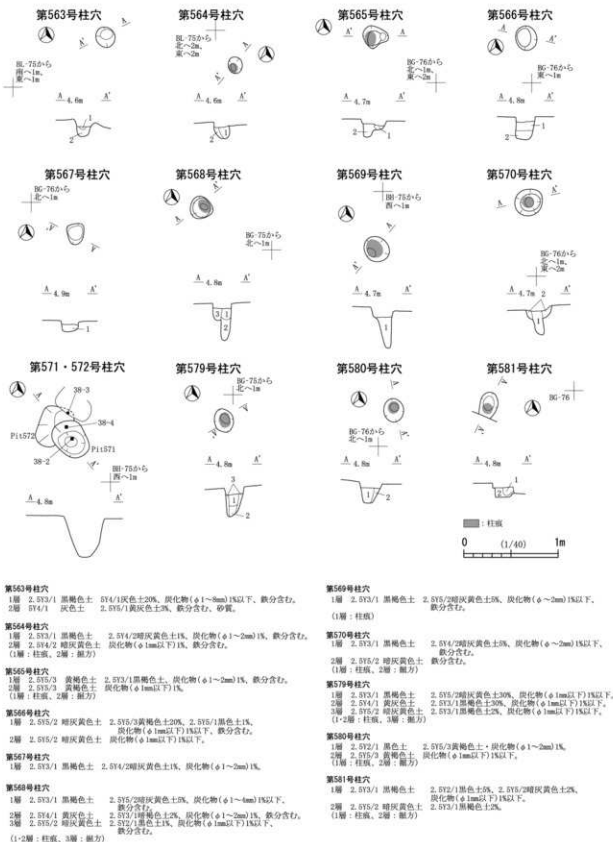 第563号柱穴
A
A'
BL-75から
南へ1m、
東へ1m
A 4.6m A'
1
2
第564号柱穴
BL-75から
北へ2m、
東へ2m
A
A'
A 4.6m A'
2
1
第565号柱穴
A' A
BG-76から
北へ1m、
東へ2m
A 4.7m A'
2
1
第566号柱穴
A A'
BG-76から
東へ1m
A 4.8m A'
1
2
第567号柱穴
BG-76から
北へ1m
A 4.9m A'
1
第568号柱穴
A
A'
BG-75から
北へ1m
A 4.8m A'
3 1
2
第569号柱穴
BH-75から
西へ1m
A
A'
A 4.7m A'
1
第570号柱穴
A A'
BG-76から
北へ1m、
東へ2m
A 4.7m 2 A'
1
第571・572号柱穴
38-3
38-4
Pit572
Pit571
38-2
BH-75から
西へ1m
A 4.8m A'
第579号柱穴
BG-75から
北へ1m
A 4.8m A'
3
1
2
第580号柱穴
BG-76から
北へ1m
A 4.8m A'
1
2
第581号柱穴
BG-76
A 4.8m A'
2
1
：柱痕
0 (1/40) 1m
第563号柱穴
1層 2.5Y3/1 黒褐色土 5Y4/1灰色土20%、炭化物(φ1～8mm)1%以下、鉄分含む。
2層 5Y4/1 灰色土 2.5Y5/1黄灰色土3%、鉄分含む、砂質。
第564号柱穴
1層 2.5Y3/1 黒褐色土 2.5Y4/2暗灰黄色土1%、炭化物(φ1～2mm)1%、鉄分含む。
2層 2.5Y4/2 暗灰黄色土 炭化物(φ1mm以下)1%、鉄分含む。
(1層：柱痕、2層：掘方)
第565号柱穴
1層 2.5Y5/3 黄褐色土 2.5Y3/1黒褐色土、炭化物(φ1～2mm)1%、鉄分含む。
2層 2.5Y5/3 黄褐色土 炭化物(φ1mm以下)1%。
(1層：柱痕、2層：掘方)
第566号柱穴
1層 2.5Y5/2 暗灰黄色土 2.5Y5/3黄褐色土20%、2.5Y5/1黒色土1%、
炭化物(φ1mm以下)1%以下、鉄分含む。
2層 2.5Y5/2 暗灰黄色土 炭化物(φ1mm以下)1%以下。
第567号柱穴
1層 2.5Y3/1 黒褐色土 2.5Y4/2暗灰黄色土1%、炭化物(φ1～2mm)1%。
第568号柱穴
1層 2.5Y3/1 黒褐色土 2.5Y5/2暗灰黄色土5%、炭化物(φ1～4mm)1%以下、
鉄分含む。
2層 2.5Y4/1 黄灰色土 2.5Y3/1暗褐色土2%、炭化物(φ1～2mm)1%、鉄分含む。
3層 2.5Y5/2 暗灰黄色土 2.5Y2/1黒色土1%、炭化物(φ1mm以下)1%以下、
鉄分含む。
(1・2層：柱痕、3層：掘方)
第569号柱穴
1層 2.5Y3/1 黒褐色土 2.5Y5/2暗灰黄色土5%、炭化物(φ～2mm)1%以下、
鉄分含む。
(1層：柱痕)
第570号柱穴
1層 2.5Y3/1 黒褐色土 2.5Y4/2暗灰黄色土5%、炭化物(φ～2mm)1%以下、
鉄分含む。
2層 2.5Y5/2 暗灰黄色土 鉄分含む。
(1層：柱痕、2層：掘方)
第579号柱穴
1層 2.5Y3/1 黒褐色土 2.5Y5/2暗灰黄色土30%、炭化物(φ1mm以下)1%以下。
2層 2.5Y4/1 黄灰色土 2.5Y3/1黒褐色土30%、炭化物(φ1mm以下)1%以下。
3層 2.5Y5/2 暗灰黄色土 2.5Y3/1黒褐色土2%、炭化物(φ1mm以下)1%以下。
(1・2層：柱痕、3層：掘方)
第580号柱穴
1層 2.5Y2/1 黒色土 2.5Y5/3黄褐色土・炭化物(φ1～2mm)1%。
2層 2.5Y5/3 黄褐色土 炭化物(φ1mm以下)1%以下。
(1層：柱痕、2層：掘方)
第581号柱穴
1層 2.5Y3/1 黒褐色土 2.5Y2/1黒色土5%、2.5Y5/2暗灰黄色土2%、
炭化物(φ1mm以下)1%以下。
2層 2.5Y5/2 暗灰黄色土 2.5Y3/1黒褐色土2%。
(1層：柱痕、2層：掘方)